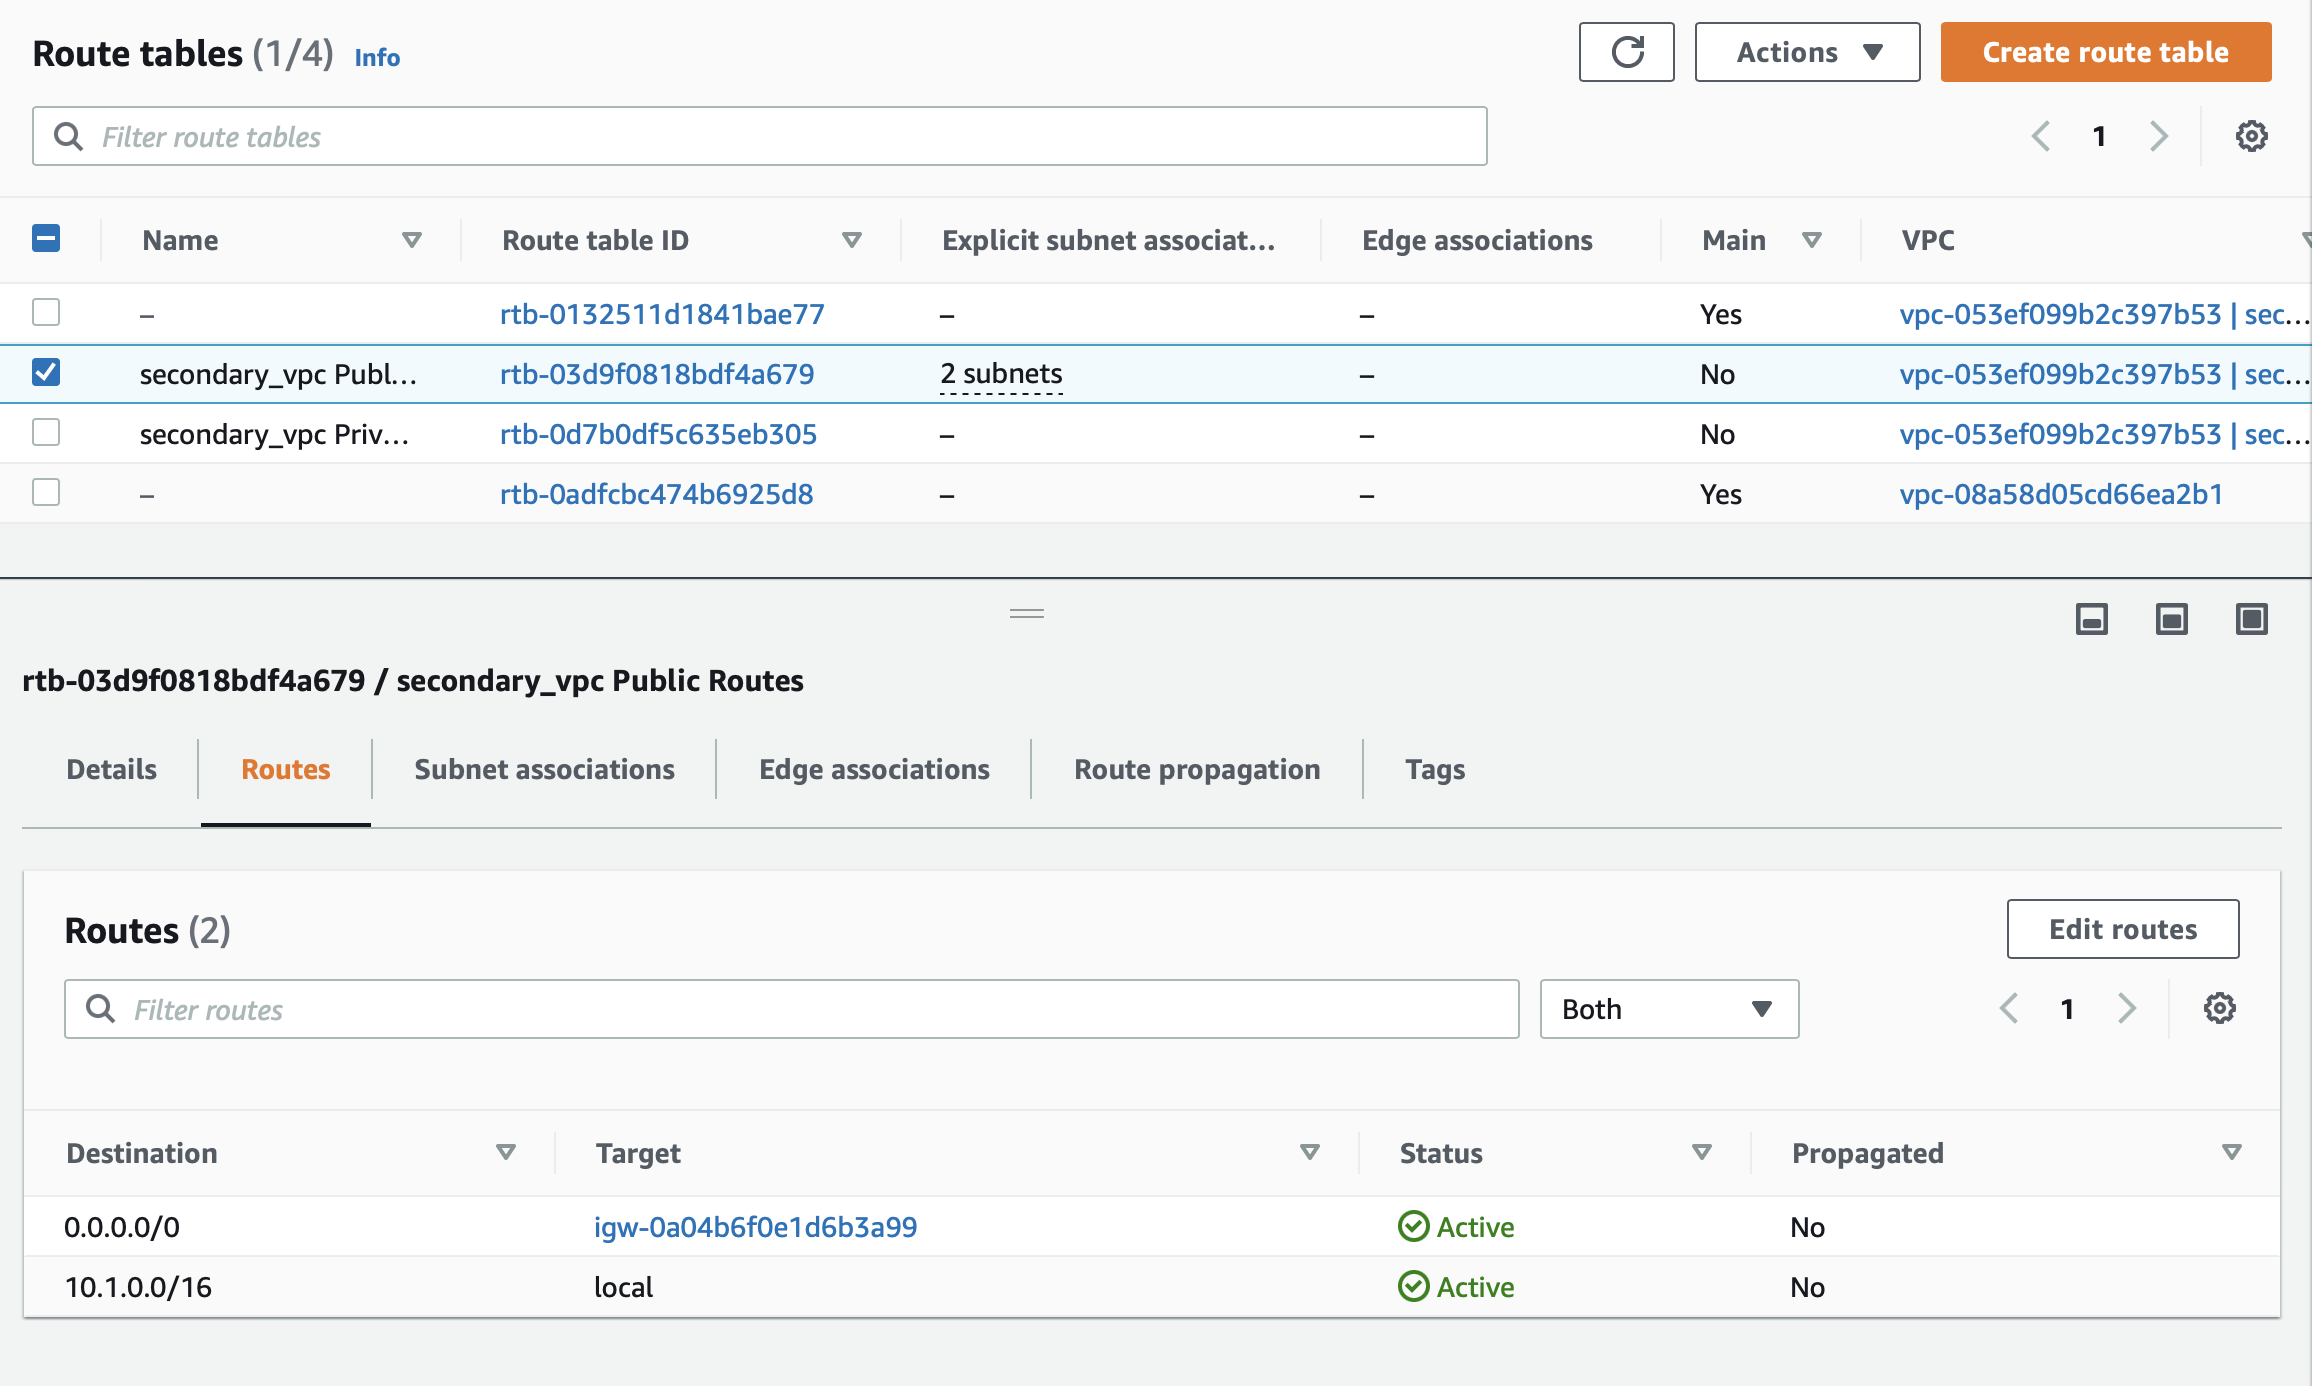 Route tables (1/4) Info
Actions
Create route table
Filter route tables
1
Name Route table ID Explicit subnet associat... Edge associations Main VPC
– rtb-0132511d1841bae77 – – Yes vpc-053ef099b2c397b53 | sec...
secondary_vpc Publ... rtb-03d9f0818bdf4a679 2 subnets – No vpc-053ef099b2c397b53 | sec...
secondary_vpc Priv... rtb-0d7b0df5c635eb305 – – No vpc-053ef099b2c397b53 | sec...
– rtb-0adfcbc474b6925d8 – – Yes vpc-08a58d05cd66ea2b1
rtb-03d9f0818bdf4a679 / secondary_vpc Public Routes
Details Routes Subnet associations Edge associations Route propagation Tags
Routes (2)
Edit routes
Filter routes
Both
1
Destination Target Status Propagated
0.0.0.0/0 igw-0a04b6f0e1d6b3a99 Active No
10.1.0.0/16 local Active No